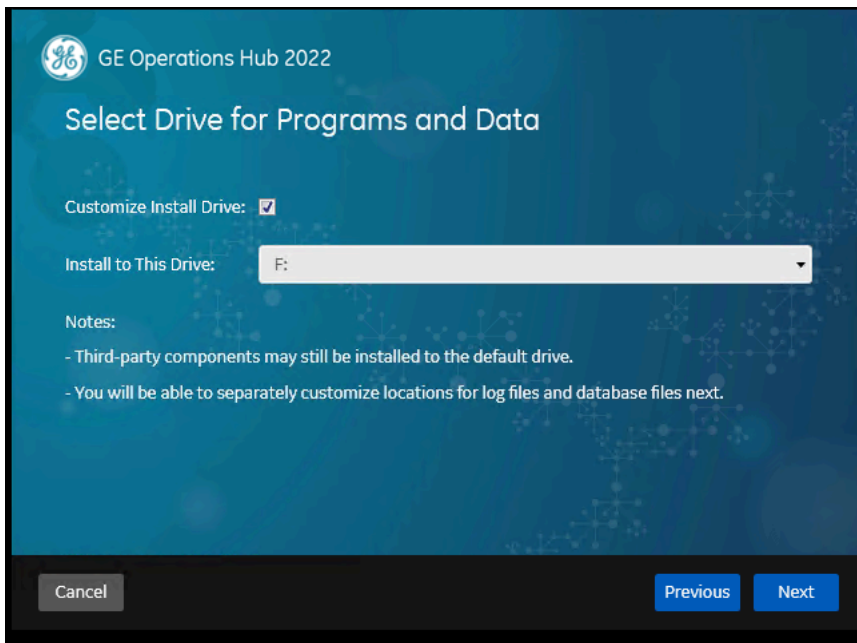 GE Operations Hub 2022
Select Drive for Programs and Data
Customize Install Drive:
Install to This Drive: F:
Notes:
- Third-party components may still be installed to the default drive.
- You will be able to separately customize locations for log files and database files next.
Cancel Previous Next